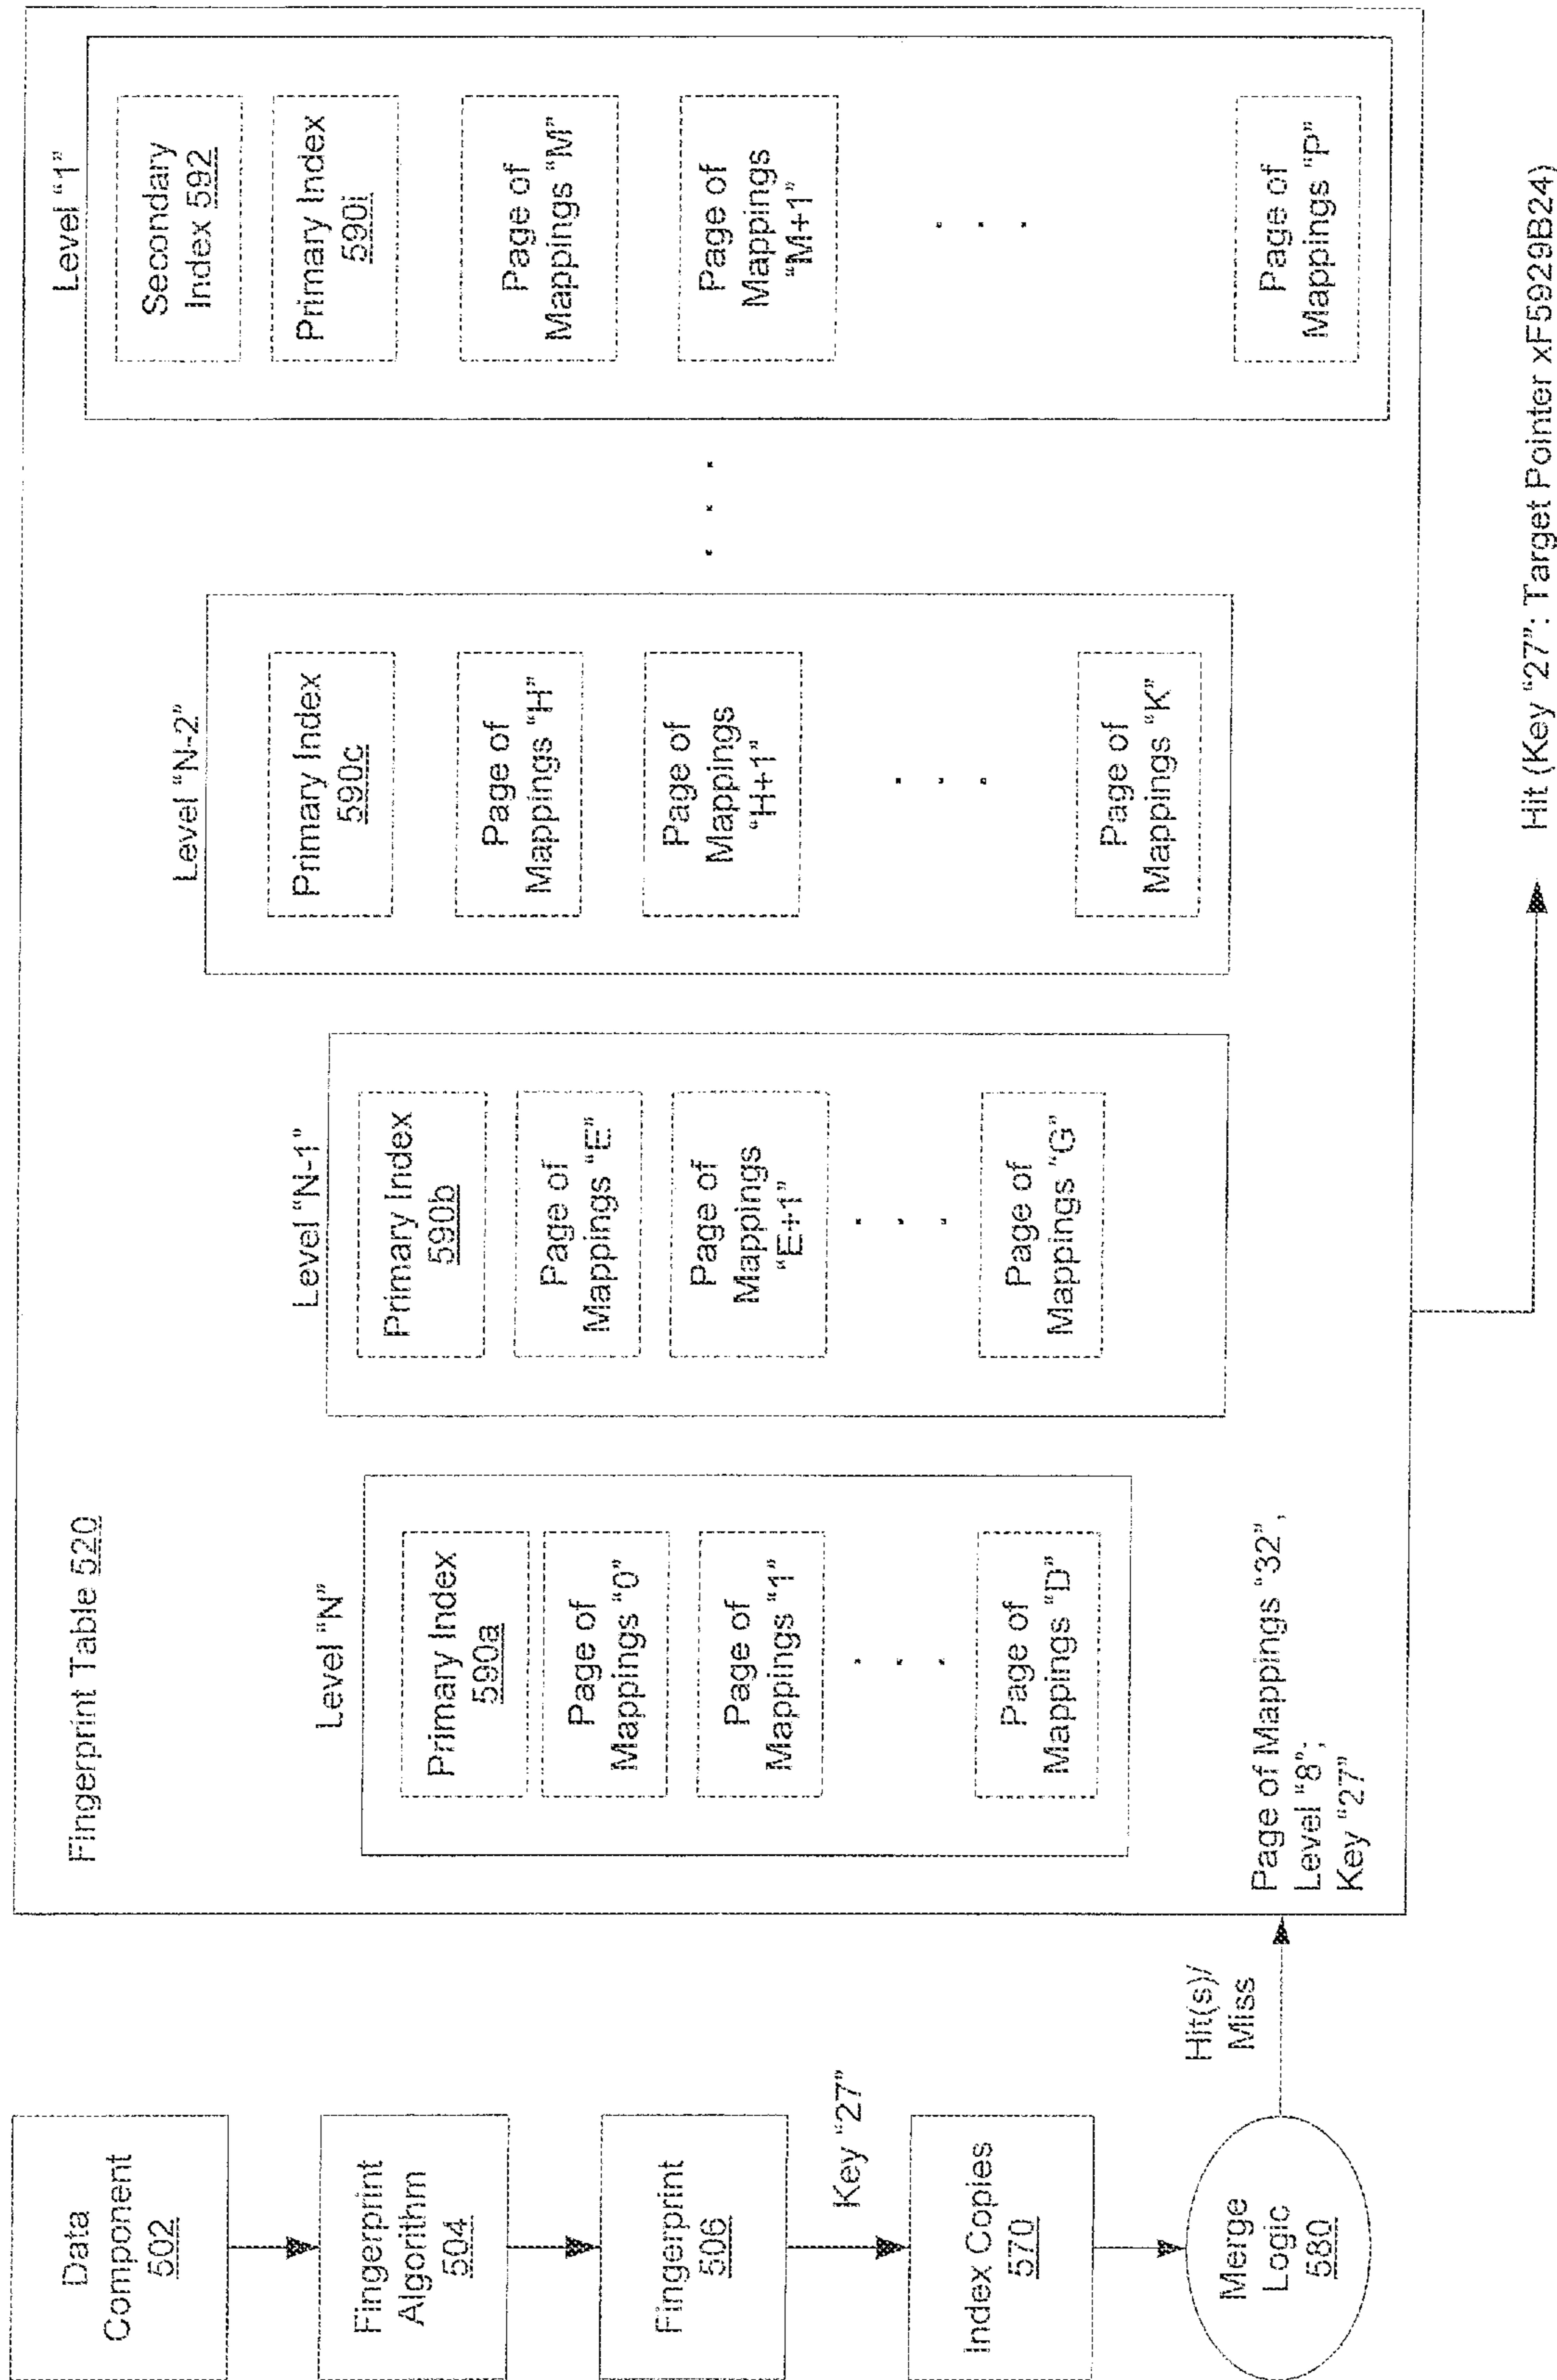 Data
Component
502
Fingerprint
Algorithm
504
Fingerprint
506
Key "27"
Index Copies
570
Merge
Logic
580
Hit(s)/
Miss
Fingerprint Table 520
Level "N"
Primary Index
590a
Page of
Mappings "0"
Page of
Mappings "1"
. . .
Page of
Mappings "D"
Level "N-1"
Primary Index
590b
Page of
Mappings "E"
Page of
Mappings
"E+1"
. . .
Page of
Mappings "G"
Level "N-2"
Primary Index
590c
Page of
Mappings "H"
Page of
Mappings
"H+1"
. . .
Page of
Mappings "K"
. . .
Level "1"
Secondary
Index 592
Primary Index
590i
Page of
Mappings "M"
Page of
Mappings
"M+1"
. . .
Page of
Mappings "P"
Page of Mappings "32",
Level "8";
Key "27"
Hit (Key "27": Target Pointer xF5929B24)